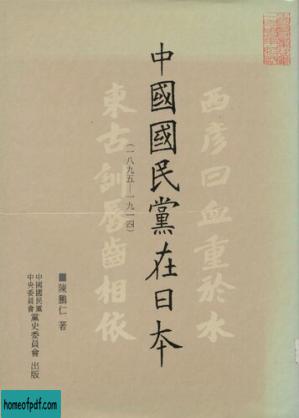 西彦曰血重於水
中國國民黨在日本
(一八九五—一九一四)
東古訓唇齒相依
陳鵬仁 著
中國國民黨
中央委員會 黨史委員會 出版
homeofpdf.com